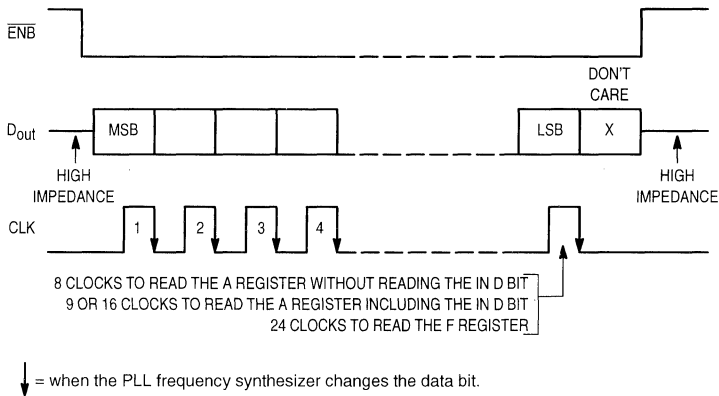 ENB
DON'T
CARE
Dout
MSB
LSB
X
HIGH
IMPEDANCE
HIGH
IMPEDANCE
CLK
1
2
3
4
8 CLOCKS TO READ THE A REGISTER WITHOUT READING THE IN D BIT
9 OR 16 CLOCKS TO READ THE A REGISTER INCLUDING THE IN D BIT
24 CLOCKS TO READ THE F REGISTER
= when the PLL frequency synthesizer changes the data bit.